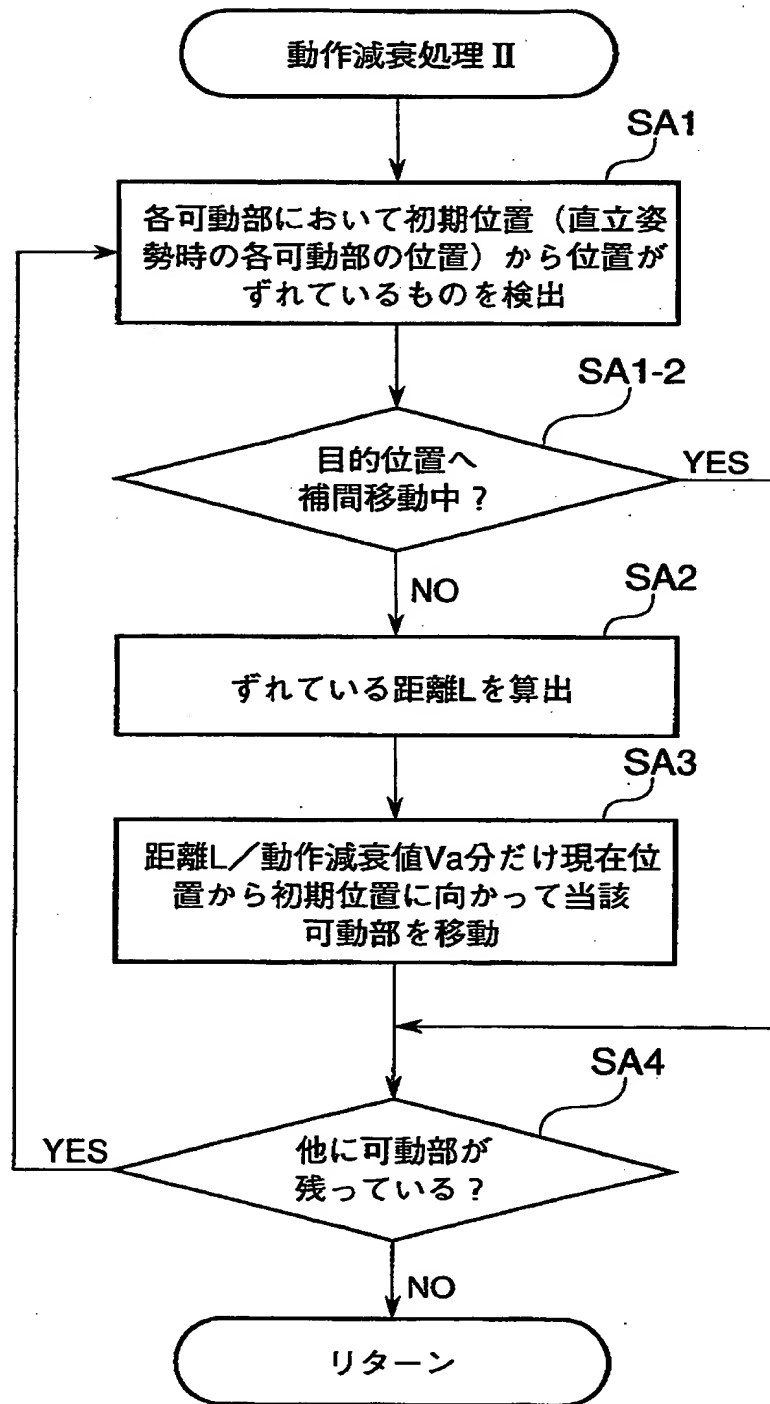 動作減衰処理Ⅱ
SA1
各可動部において初期位置（直立姿
勢時の各可動部の位置）から位置が
ずれているものを検出
SA1-2
目的位置へ
補間移動中？
YES
NO
SA2
ずれている距離Lを算出
SA3
距離L／動作減衰値Va分だけ現在位
置から初期位置に向かって当該
可動部を移動
SA4
他に可動部が
残っている？
YES
NO
リターン